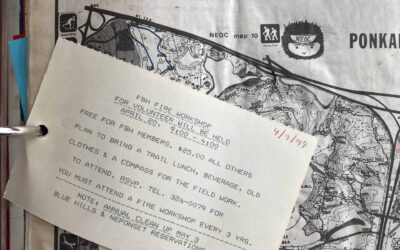 NEOC map 10
NEOC
PONKA
4/9/97
FBH FIRE WORKSHOP
FOR VOLUNTEER WILL BE HELD
APRIL 20, 9:00 - 4:00
FREE FOR FBH MEMBERS, $25.00 ALL OTHERS
PLAN TO BRING A TRAIL LUNCH, BEVERAGE, OLD
CLOTHES & A COMPASS FOR THE FIELD WORK.
TO ATTEND, RSVP, TEL. 326-0079 FOR
YOU MUST ATTEND A FIRE WORKSHOP EVERY 3 YRS.
NOTE: ANNUAL CLEAN UP MAY 3
BLUE HILLS & NEPONSET RESERVATION